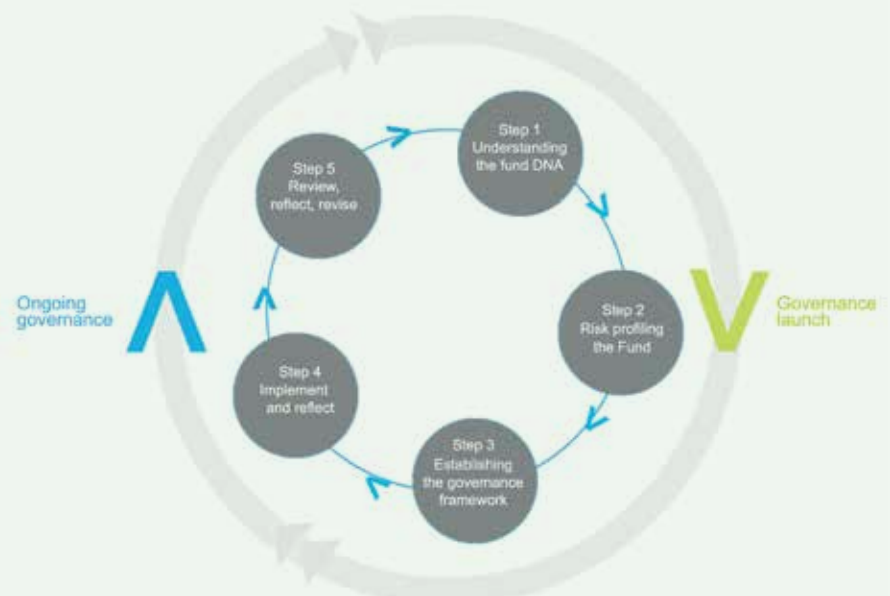 Step 1
Understanding
the fund DNA
Step 2
Risk profiling
the Fund
Step 3
Establishing
the governance
framework
Step 4
Implement
and reflect
Step 5
Review,
reflect, revise
Ongoing
governance
Governance
launch